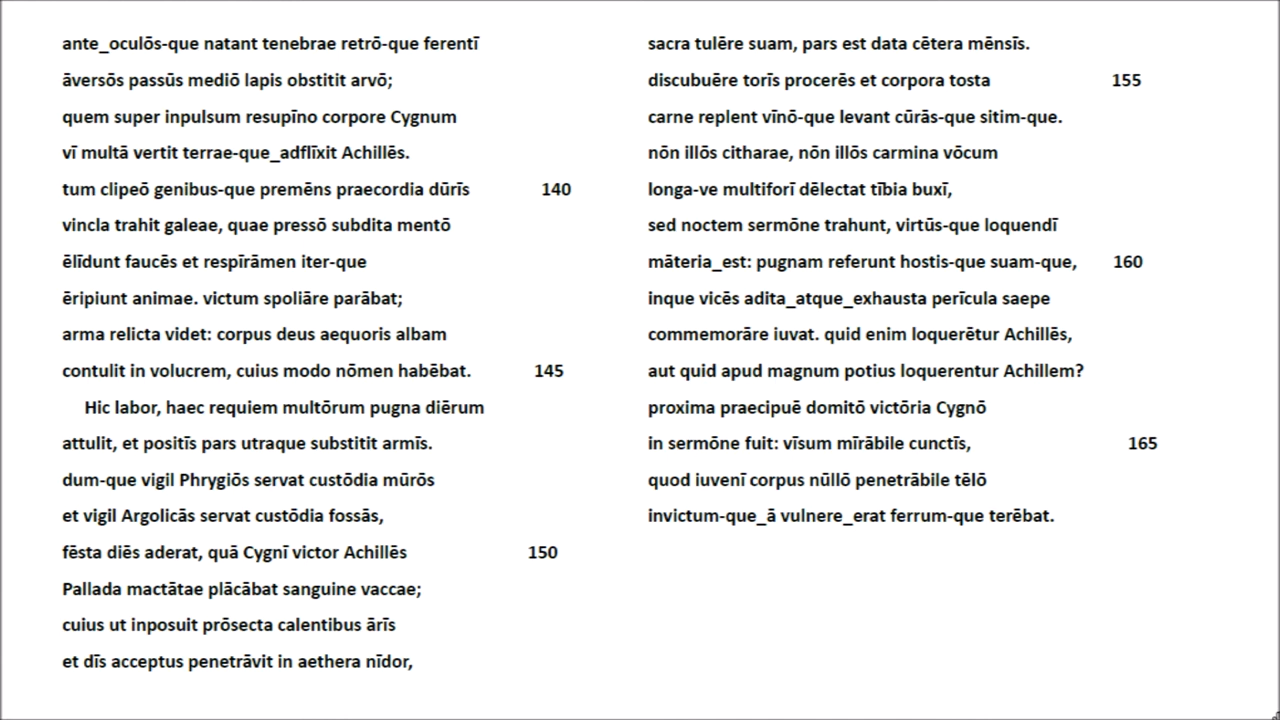 ante_oculōs-que natant tenebrae retrō-que ferentī
āversōs passūs mediō lapis obstitit arvō;
quem super inpulsum resupīno corpore Cygnum
vī multā vertit terrae-que_adflīxit Achillēs.
tum clipeō genibus-que premēns praecordia dūrīs 140
vincla trahit galeae, quae pressō subdita mentō
ēlīdunt faucēs et respīrāmen iter-que
ēripiunt animae. victum spoliāre parābat;
arma relicta videt: corpus deus aequoris albam
contulit in volucrem, cuius modo nōmen habēbat. 145
Hic labor, haec requiem multōrum pugna diērum
attulit, et positīs pars utraque substitit armīs.
dum-que vigil Phrygiōs servat custōdia mūrōs
et vigil Argolicās servat custōdia fossās,
fēsta diēs aderat, quā Cygnī victor Achillēs 150
Pallada mactātae plācābat sanguine vaccae;
cuius ut inposuit prōsecta calentibus ārīs
et dīs acceptus penetrāvit in aethera nīdor,
sacra tulēre suam, pars est data cētera mēnsīs.
discubuēre torīs procerēs et corpora tosta 155
carne replent vīnō-que levant cūrās-que sitim-que.
nōn illōs citharae, nōn illōs carmina vōcum
longa-ve multiforī dēlectat tībia buxī,
sed noctem sermōne trahunt, virtūs-que loquendī
māteria_est: pugnam referunt hostis-que suam-que, 160
inque vicēs adita_atque_exhausta perīcula saepe
commemorāre iuvat. quid enim loquerētur Achillēs,
aut quid apud magnum potius loquerentur Achillem?
proxima praecipuē domitō victōria Cygnō
in sermōne fuit: vīsum mīrābile cunctīs, 165
quod iuvenī corpus nūllō penetrābile tēlō
invictum-que_ā vulnere_erat ferrum-que terēbat.